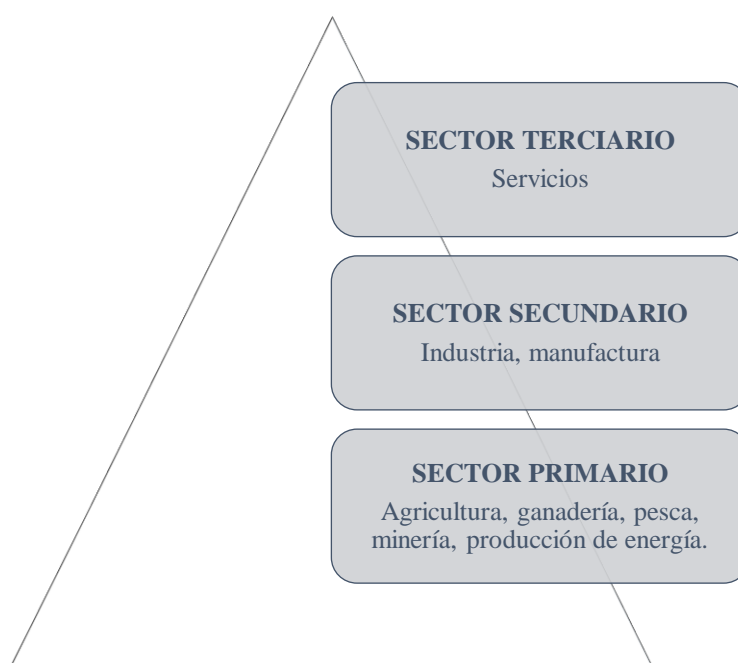 SECTOR TERCIARIO
Servicios
SECTOR SECUNDARIO
Industria, manufactura
SECTOR PRIMARIO
Agricultura, ganadería, pesca,
minería, producción de energía.